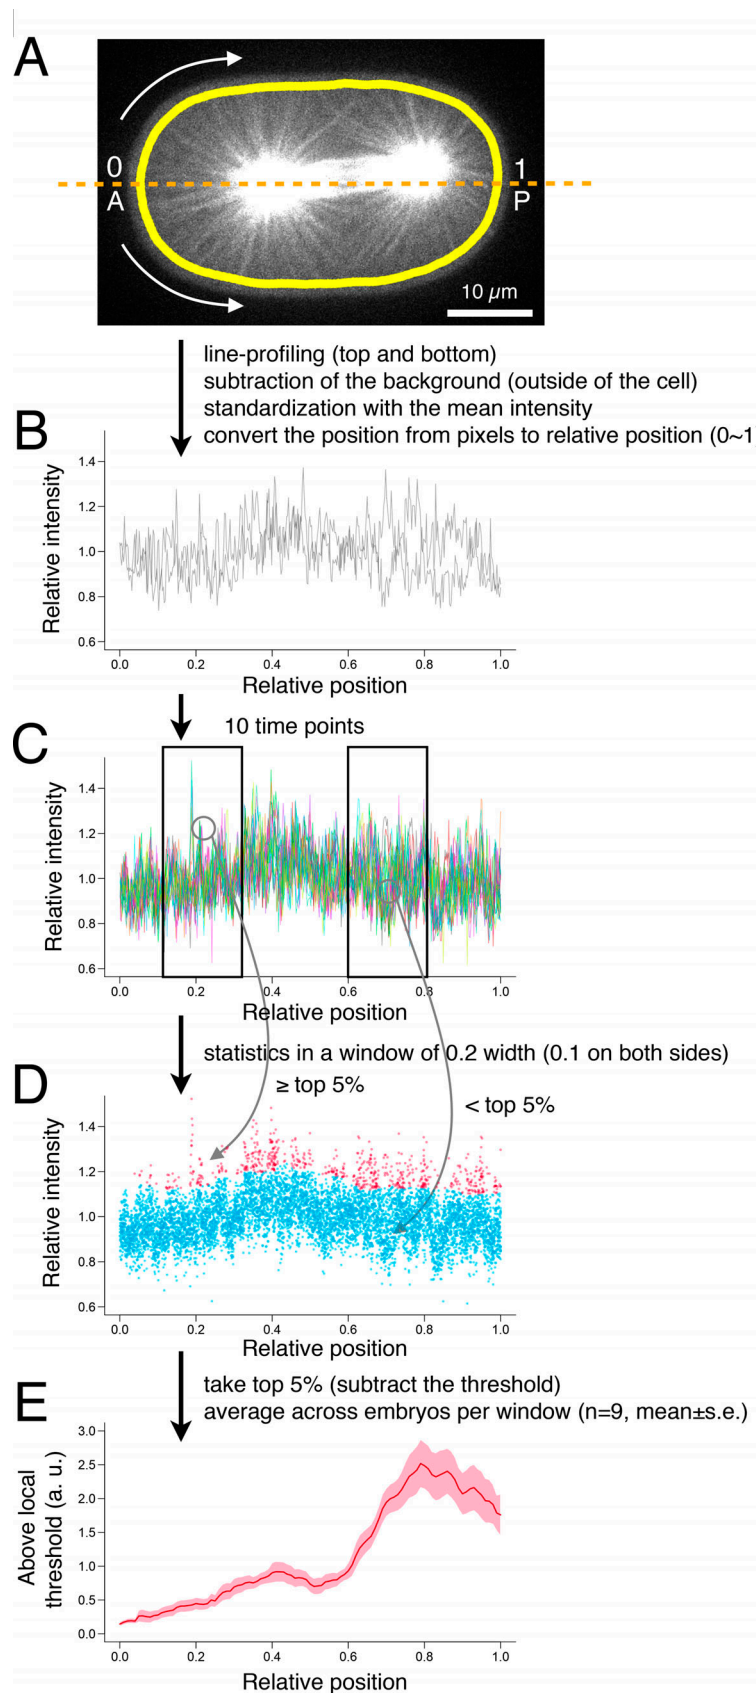 A
0
1
A
P
10 µm
line-profiling (top and bottom)
subtraction of the background (outside of the cell)
standardization with the mean intensity
convert the position from pixels to relative position (0~1
B
Relative intensity
1.4
1.2
1.0
0.8
0.6
0.0 0.2 0.4 0.6 0.8 1.0
Relative position
10 time points
C
Relative intensity
1.4
1.2
1.0
0.8
0.6
0.0 0.2 0.4 0.6 0.8 1.0
Relative position
statistics in a window of 0.2 width (0.1 on both sides)
≥ top 5%
< top 5%
D
Relative intensity
1.4
1.2
1.0
0.8
0.6
0.0 0.2 0.4 0.6 0.8 1.0
Relative position
take top 5% (subtract the threshold)
average across embryos per window (n=9, mean±s.e.)
E
Above local
threshold (a. u.)
3.0
2.5
2.0
1.5
1.0
0.5
0.0
0.0 0.2 0.4 0.6 0.8 1.0
Relative position